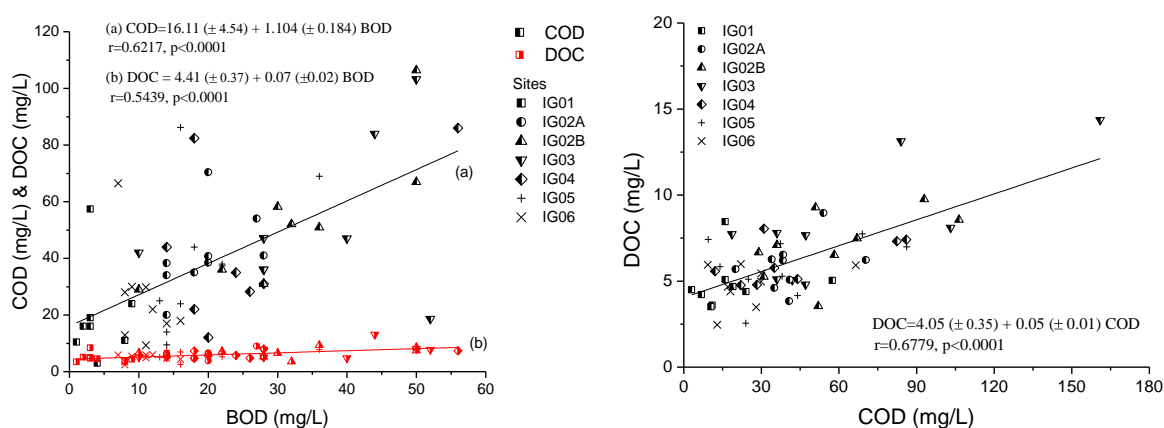 (a) COD=16.11 (± 4.54) + 1.104 (± 0.184) BOD
r=0.6217, p<0.0001
(b) DOC = 4.41 (± 0.37) + 0.07 (±0.02) BOD
r=0.5439, p<0.0001
COD (mg/L) & DOC (mg/L)
120
100
80
60
40
20
0
0 10 20 30 40 50 60
BOD (mg/L)
(a)
(b)
COD
DOC
Sites
IG01
IG02A
IG02B
IG03
IG04
IG05
IG06
DOC (mg/L)
20
15
10
5
0
0 30 60 90 120 150 180
COD (mg/L)
IG01
IG02A
IG02B
IG03
IG04
IG05
IG06
DOC=4.05 (± 0.35) + 0.05 (± 0.01) COD
r=0.6779, p<0.0001